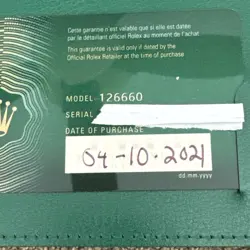 Cette garantie n'est valable que si elle est datée
par le détaillant officiel Rolex au moment de l'achat
This guarantee is valid only if dated by the
Official Rolex Retailer at the time of purchase
MODEL 126660
SERIAL
DATE OF PURCHASE
04-10.2021
dd.mm.yyyy